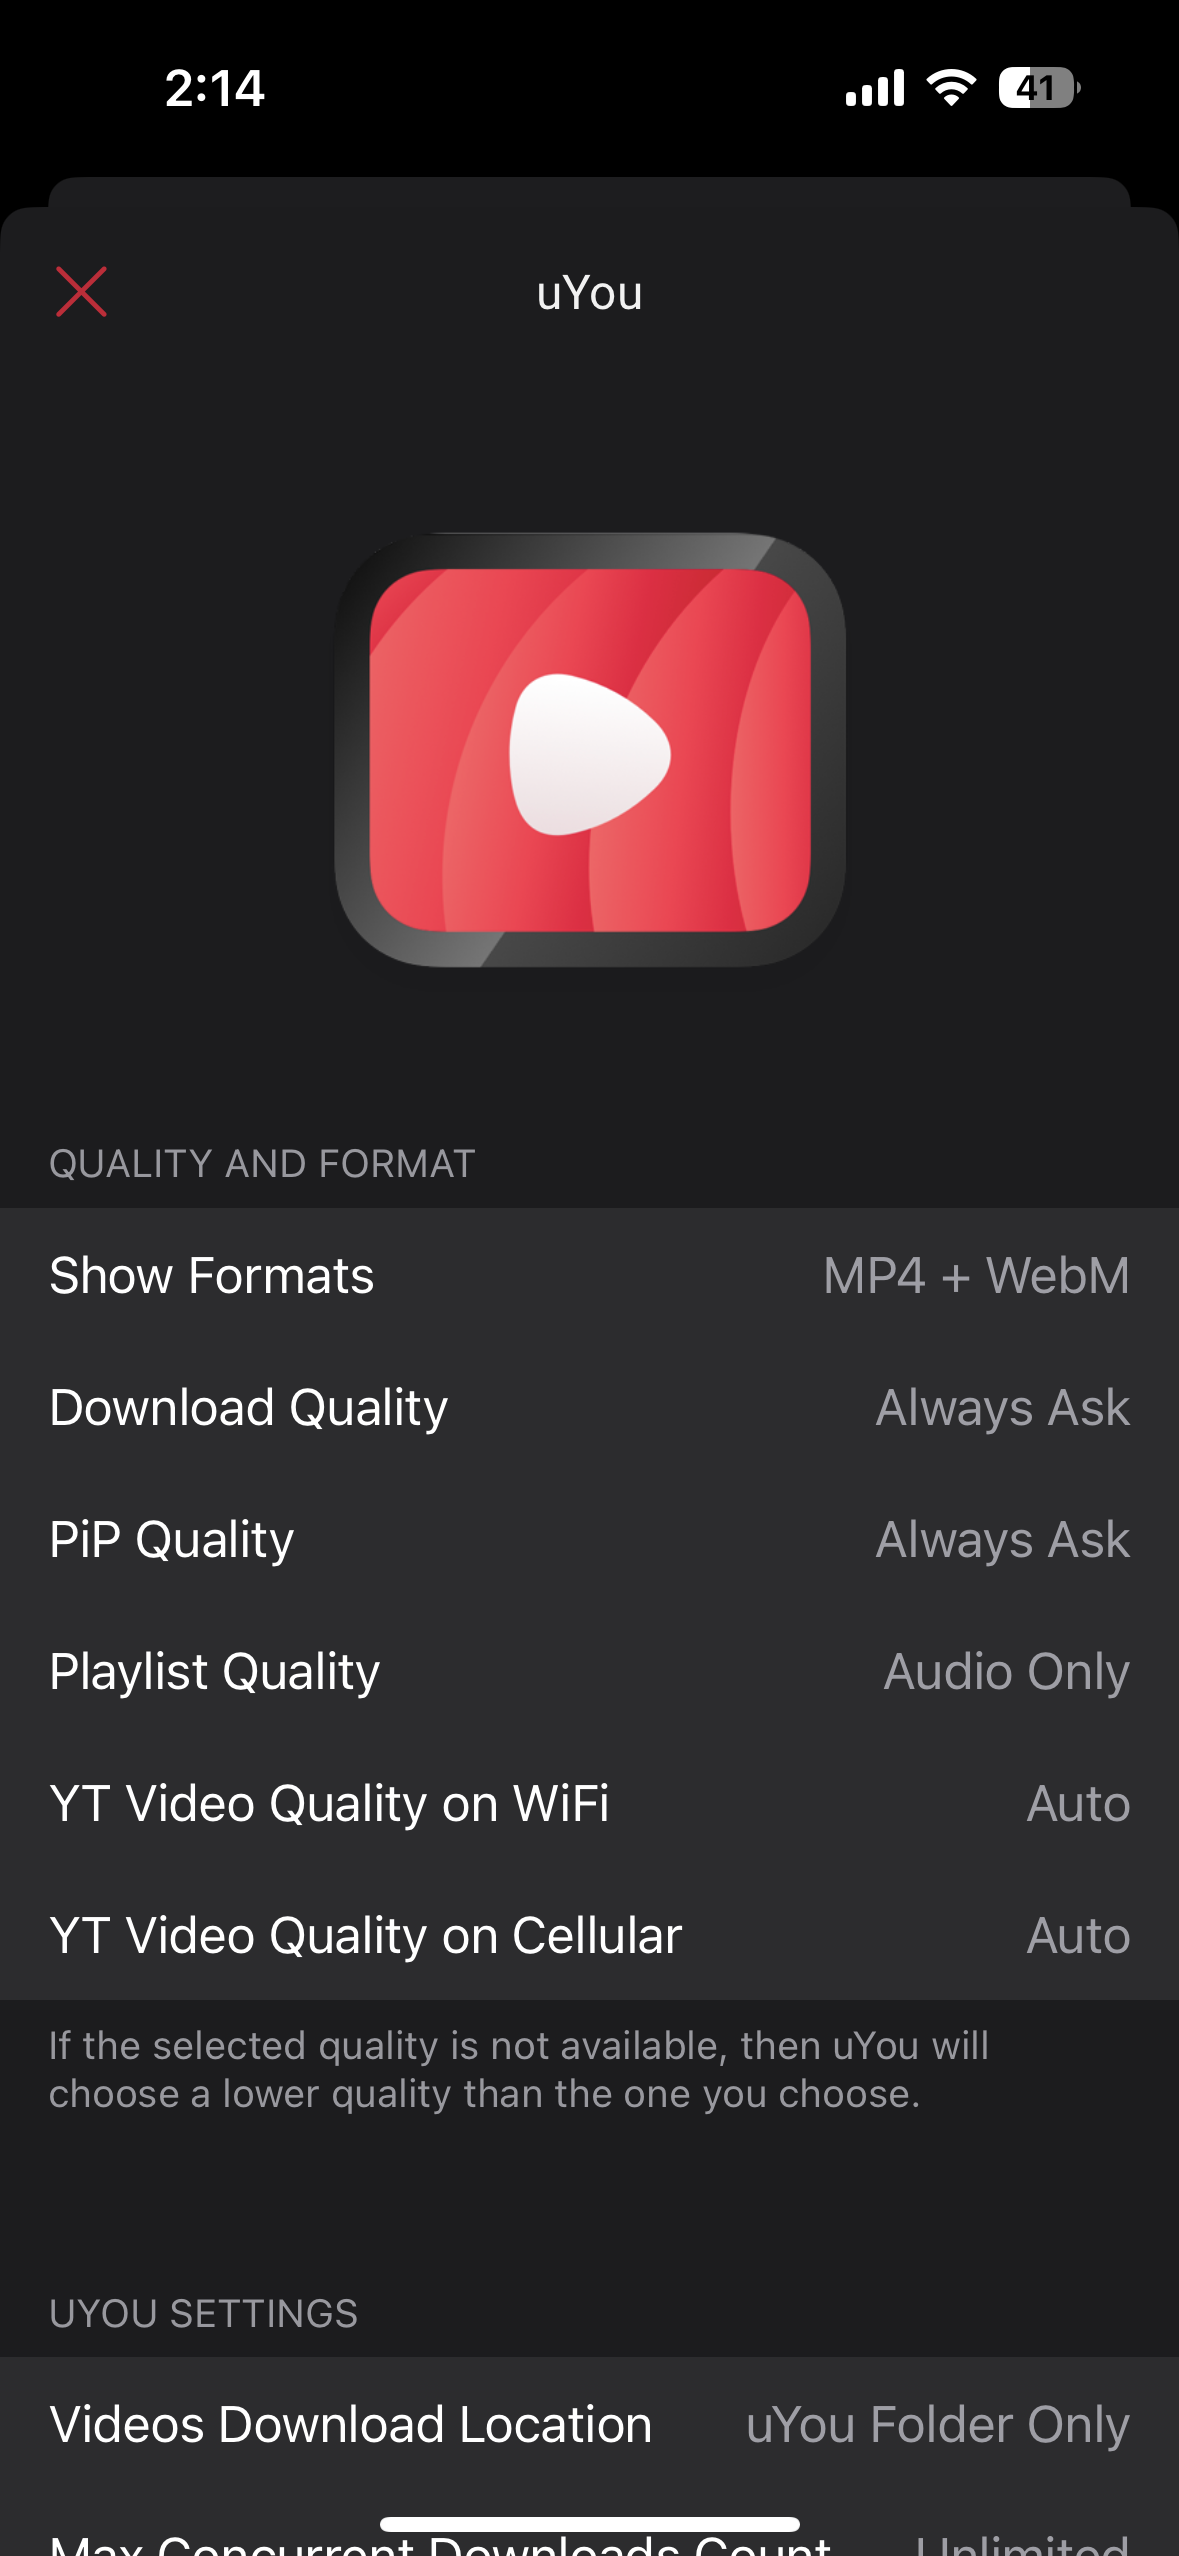 2:14
41
uYou
QUALITY AND FORMAT
Show Formats MP4 + WebM
Download Quality Always Ask
PiP Quality Always Ask
Playlist Quality Audio Only
YT Video Quality on WiFi Auto
YT Video Quality on Cellular Auto
If the selected quality is not available, then uYou will
choose a lower quality than the one you choose.
UYOU SETTINGS
Videos Download Location uYou Folder Only
Max Concurrent Downloads Count Unlimited